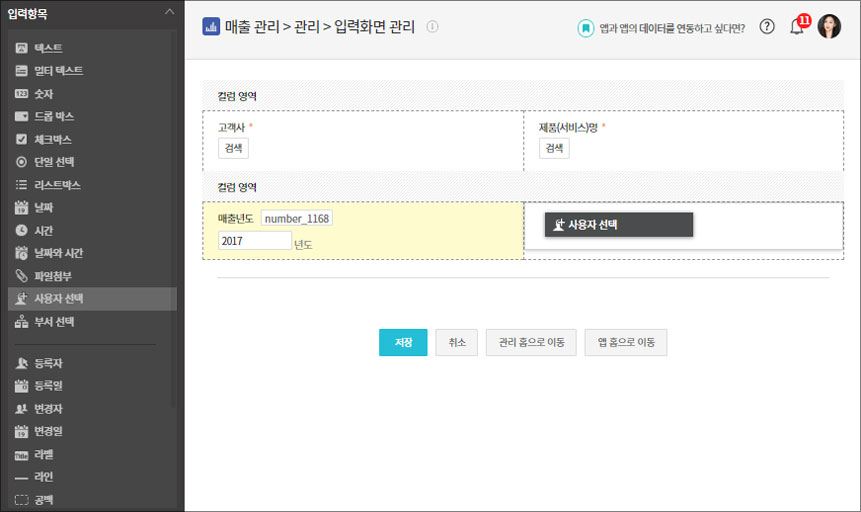 입력항목
텍스트
멀티 텍스트
123 숫자
드롭 박스
체크박스
단일 선택
리스트박스
19 날짜
시간
날짜와 시간
파일첨부
사용자 선택
부서 선택
등록자
등록일
변경자
19 변경일
Title 라벨
라인
공백
매출 관리 > 관리 > 입력화면 관리
앱과 앱의 데이터를 연동하고 싶다면?
11
컬럼 영역
고객사 *
제품(서비스)명 *
검색
검색
컬럼 영역
매출년도 number_1168
2017 년도
사용자 선택
저장 취소 관리 홈으로 이동 앱 홈으로 이동